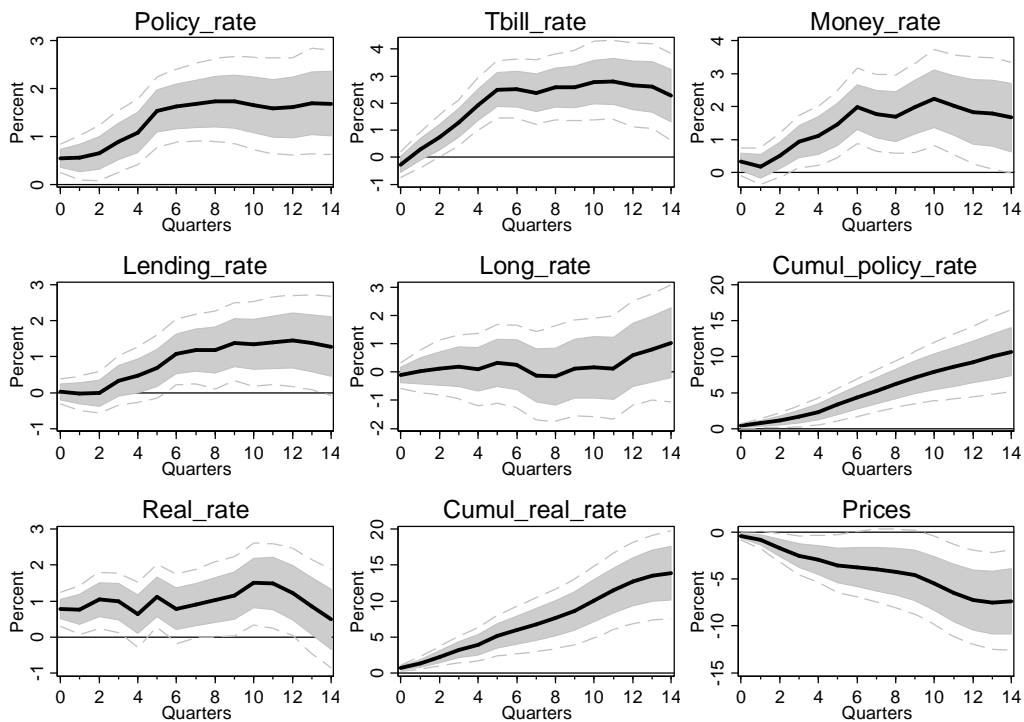 Policy_rate
Percent
3
2
1
0
0 2 4 6 8 10 12 14
Quarters
Tbill_rate
Percent
4
3
2
1
0
-1
0 2 4 6 8 10 12 14
Quarters
Money_rate
Percent
4
3
2
1
0
0 2 4 6 8 10 12 14
Quarters
Lending_rate
Percent
3
2
1
0
-1
0 2 4 6 8 10 12 14
Quarters
Long_rate
Percent
3
2
1
0
-1
-2
0 2 4 6 8 10 12 14
Quarters
Cumul_policy_rate
Percent
20
15
10
5
0
0 2 4 6 8 10 12 14
Quarters
Real_rate
Percent
3
2
1
0
-1
0 2 4 6 8 10 12 14
Quarters
Cumul_real_rate
Percent
20
15
10
5
0
0 2 4 6 8 10 12 14
Quarters
Prices
Percent
0
-5
-10
-15
0 2 4 6 8 10 12 14
Quarters